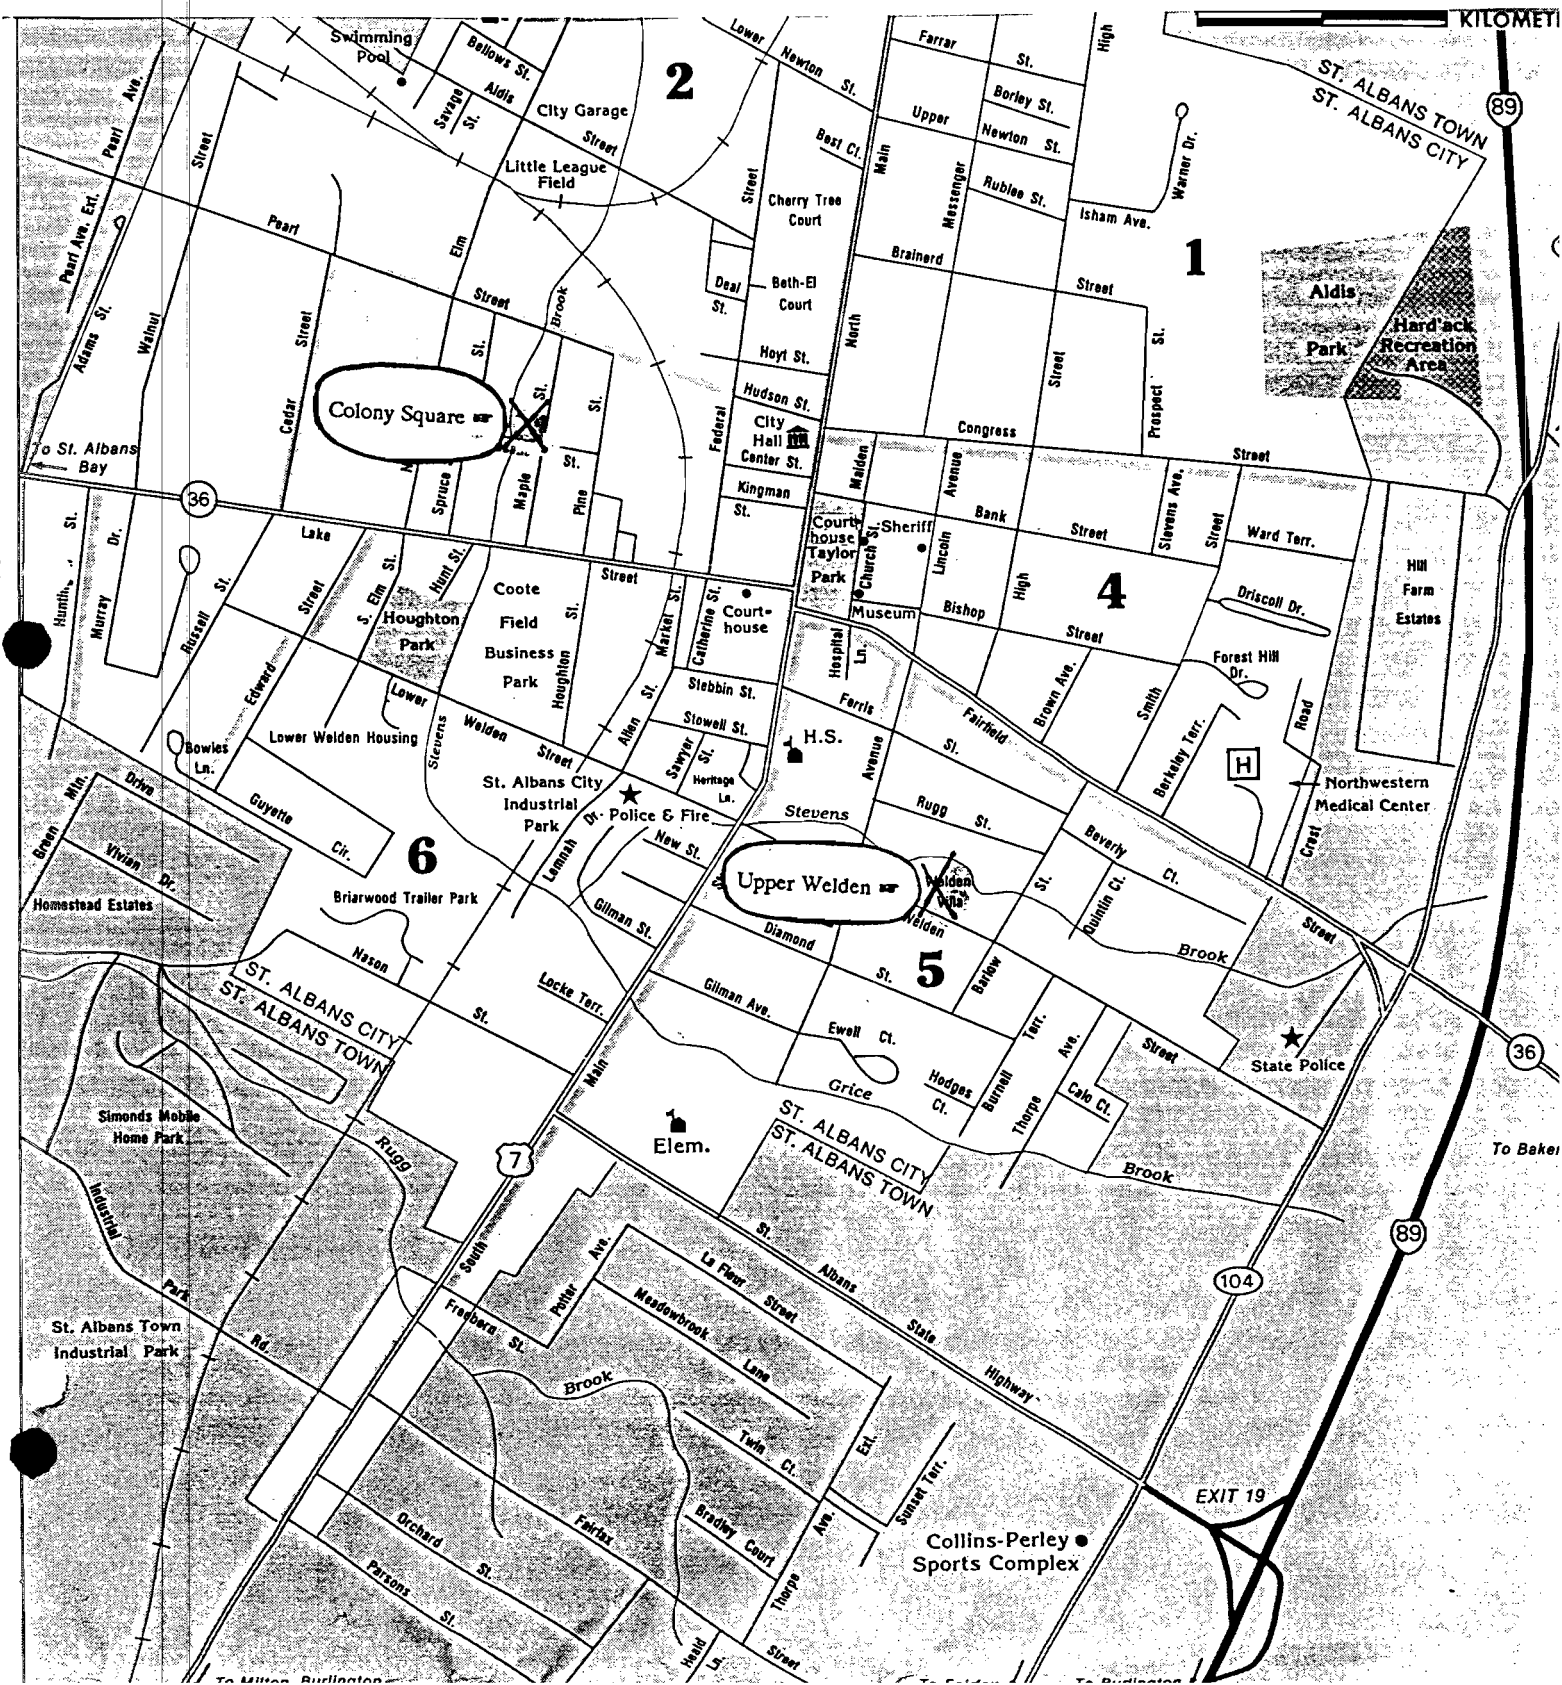 KILOMET
Swimming
Pool
Bellows St.
Aldis
Street
Savage
St.
City Garage
2
Little League
Field
Lower
Newton
St.
Farrar
St.
High
Borley St.
Upper
Newton St.
Best Ct.
Main
Messenger
Rublee St.
Isham Ave.
Warner Dr.
ST. ALBANS TOWN
ST. ALBANS CITY
89
Pearl
Ave.
Pearl Ave. Ext.
Street
Pearl
Street
Elm
Brook
Street
Cherry Tree
Court
Beth-El
Court
Deal
St.
Brainerd
Street
1
Aldis
Park
Hard'ack
Recreation
Area
Adams St.
Walnut
Street
Cedar
St.
St.
St.
Hoyt St.
North
Street
St.
Prospect
Hudson St.
Colony Square
City
Hall
Federal
Center St.
Congress
Street
To St. Albans
Bay
36
Spruce
Maple
St.
Pine
Kingman
St.
Maiden
Avenue
Stevens Ave.
Street
Ward Terr.
Lake
Street
St.
Dr.
Murray
Russell
St.
Street
Edward
S. Elm St.
Hunt St.
Houghton
Park
Coote
Field
Business
Park
St.
Houghton
Market St.
Catherine St.
Court-
house
Court-
house
Taylor
Park
Church St.
Sheriff
Lincoln
Bank
Street
High
Museum
Bishop
Street
4
Driscoll Dr.
Hill
Farm
Estates
Hospital
Ln.
Stebbin St.
Stowell St.
Allen St.
Sawyer
St.
Heritage
Ln.
Ferris
St.
Fairfield
Brown Ave.
Smith
Forest Hill
Dr.
Road
Berkeley Terr.
H
Northwestern
Medical Center
Crest
Lower
Welden
Street
Lower Welden Housing
Stevens
Bowles
Ln.
H.S.
Avenue
St. Albans City
Industrial
Park
Police & Fire
Lemnah
Dr.
New St.
Stevens
Rugg
St.
Beverly
Ct.
Green
Mtn.
Drive
Vivian Dr.
Homestead Estates
Guyette
Cir.
6
Briarwood Trailer Park
Upper Welden
Welden
Villa
Welden
St.
Quintin Ct.
Gilman St.
Diamond
St.
5
Barlow
Brook
Street
Nason
St.
Locke Terr.
Gilman Ave.
Ewell Ct.
Terr.
Burnell
Ave.
Thorpe
Street
Calo Ct.
Hodges
Ct.
State Police
36
ST. ALBANS CITY
ST. ALBANS TOWN
Main
Grice
Brook
Simonds Mobile
Home Park
Rugg
Elem.
ST. ALBANS CITY
ST. ALBANS TOWN
7
To Baker
Industrial
Park
Rd.
South
St.
Albans
State
Highway
89
104
Potter Ave.
La Fleur Street
Meadowbrook
Lane
Fredberg St.
St. Albans Town
Industrial Park
Brook
Twin Ct.
Ext.
Sunset Terr.
EXIT 19
Collins-Perley
Sports Complex
Orchard
St.
Fairfax
Street
Bradley Court
Thorpe
Ave.
Parsons
St.
Heald
Ln.
To Milton, Burlington
To Burlington